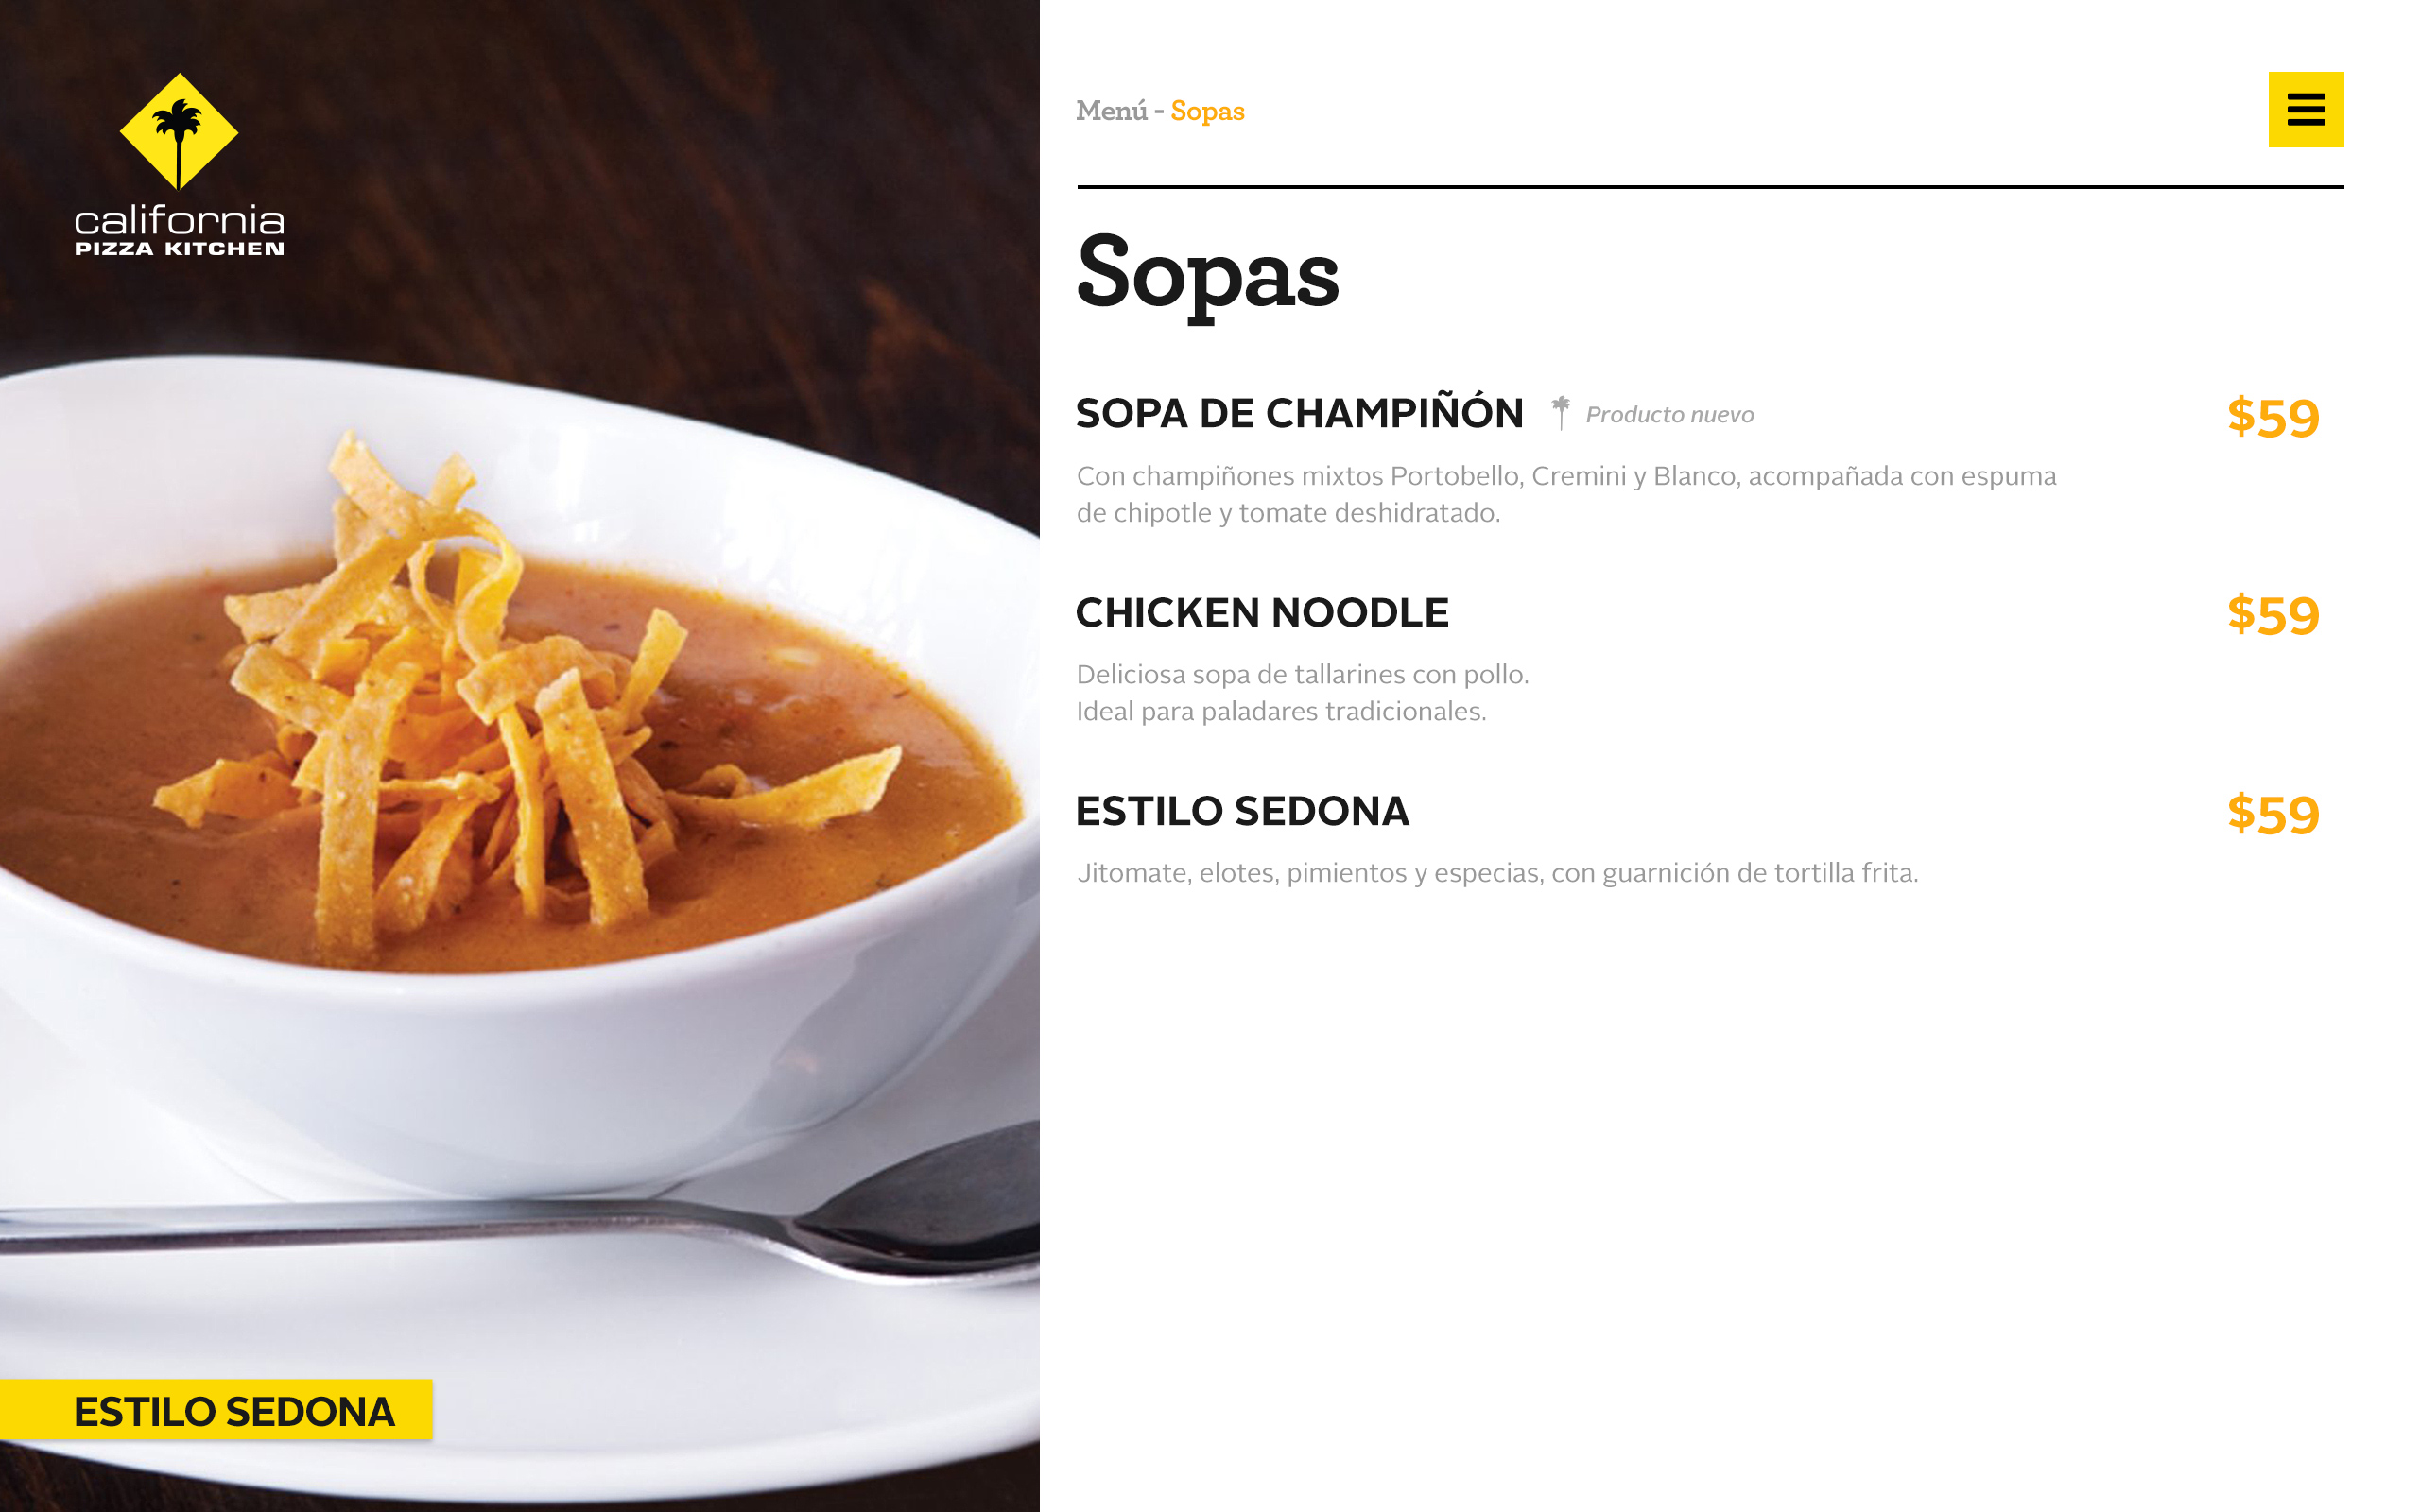 california
PIZZA KITCHEN
ESTILO SEDONA
Menú - Sopas
Sopas
SOPA DE CHAMPIÑÓN Producto nuevo $59
Con champiñones mixtos Portobello, Cremini y Blanco, acompañada con espuma
de chipotle y tomate deshidratado.
CHICKEN NOODLE $59
Deliciosa sopa de tallarines con pollo.
Ideal para paladares tradicionales.
ESTILO SEDONA $59
Jitomate, elotes, pimientos y especias, con guarnición de tortilla frita.